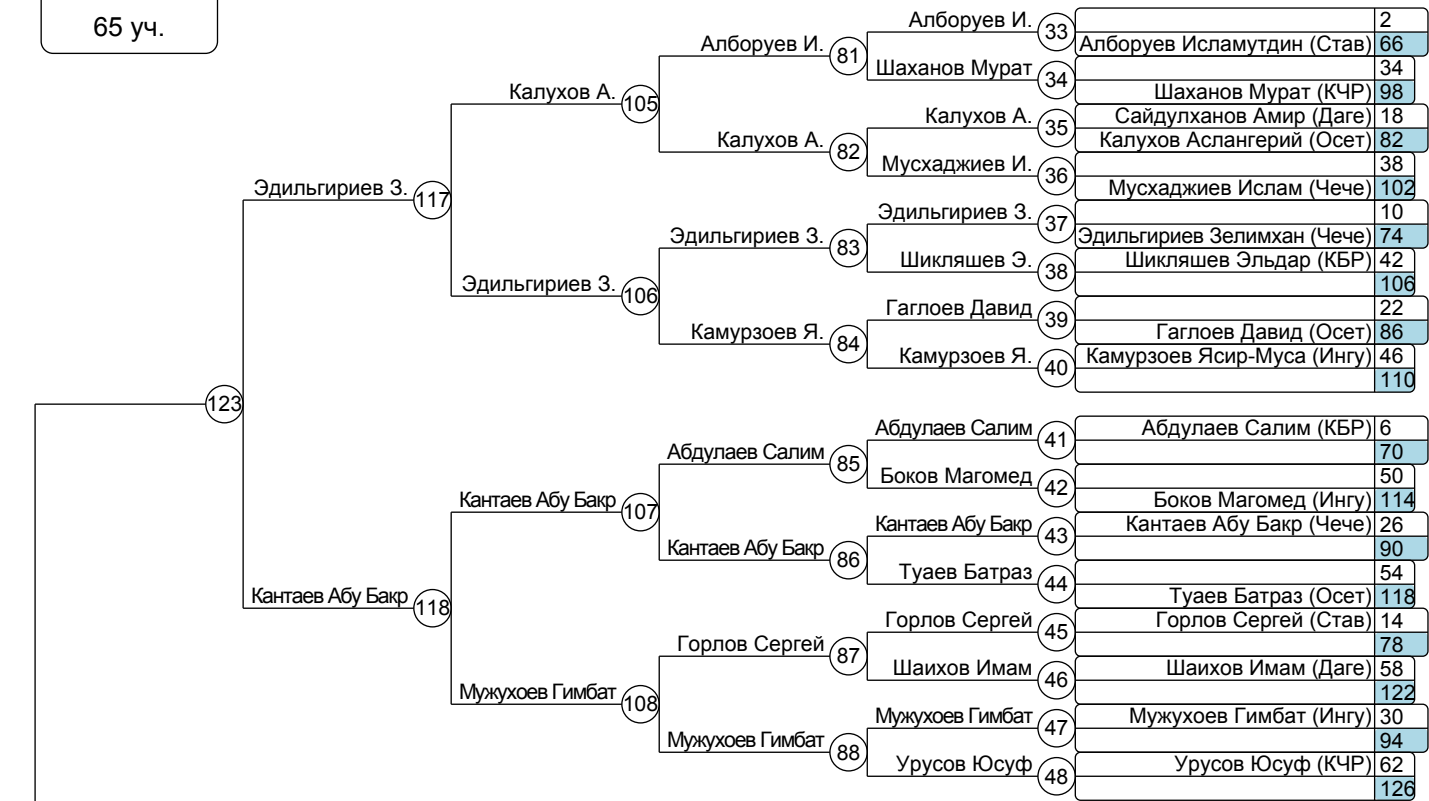 65 уч.
Алборуев И. 33 2
Алборуев Исламутдин (Став) 66
Алборуев И. 81
Шаханов Мурат 34 34
Шаханов Мурат (КЧР) 98
Калухов А. 105
Калухов А. 35 Сайдулханов Амир (Даге) 18
Калухов Аслангерий (Осет) 82
Калухов А. 82
Мусхаджиев И. 36 38
Мусхаджиев Ислам (Чече) 102
Эдильгириев З. 117
Эдильгириев З. 37 10
Эдильгириев Зелимхан (Чече) 74
Эдильгириев З. 83
Шикляшев Э. 38 Шикляшев Эльдар (КБР) 42
106
Эдильгириев З. 106
Гаглоев Давид 39 22
Гаглоев Давид (Осет) 86
Камурзоев Я. 84
Камурзоев Я. 40 Камурзоев Ясир-Муса (Ингу) 46
110
123
Абдулаев Салим 41 Абдулаев Салим (КБР) 6
70
Абдулаев Салим 85
Боков Магомед 42 50
Боков Магомед (Ингу) 114
Кантаев Абу Бакр 107
Кантаев Абу Бакр 43 Кантаев Абу Бакр (Чече) 26
90
Кантаев Абу Бакр 86
Туаев Батраз 44 54
Туаев Батраз (Осет) 118
Кантаев Абу Бакр 118
Горлов Сергей 45 Горлов Сергей (Став) 14
78
Горлов Сергей 87
Шаихов Имам 46 Шаихов Имам (Даге) 58
122
Мужухоев Гимбат 108
Мужухоев Гимбат 47 Мужухоев Гимбат (Ингу) 30
94
Мужухоев Гимбат 88
Урусов Юсуф 48 Урусов Юсуф (КЧР) 62
126